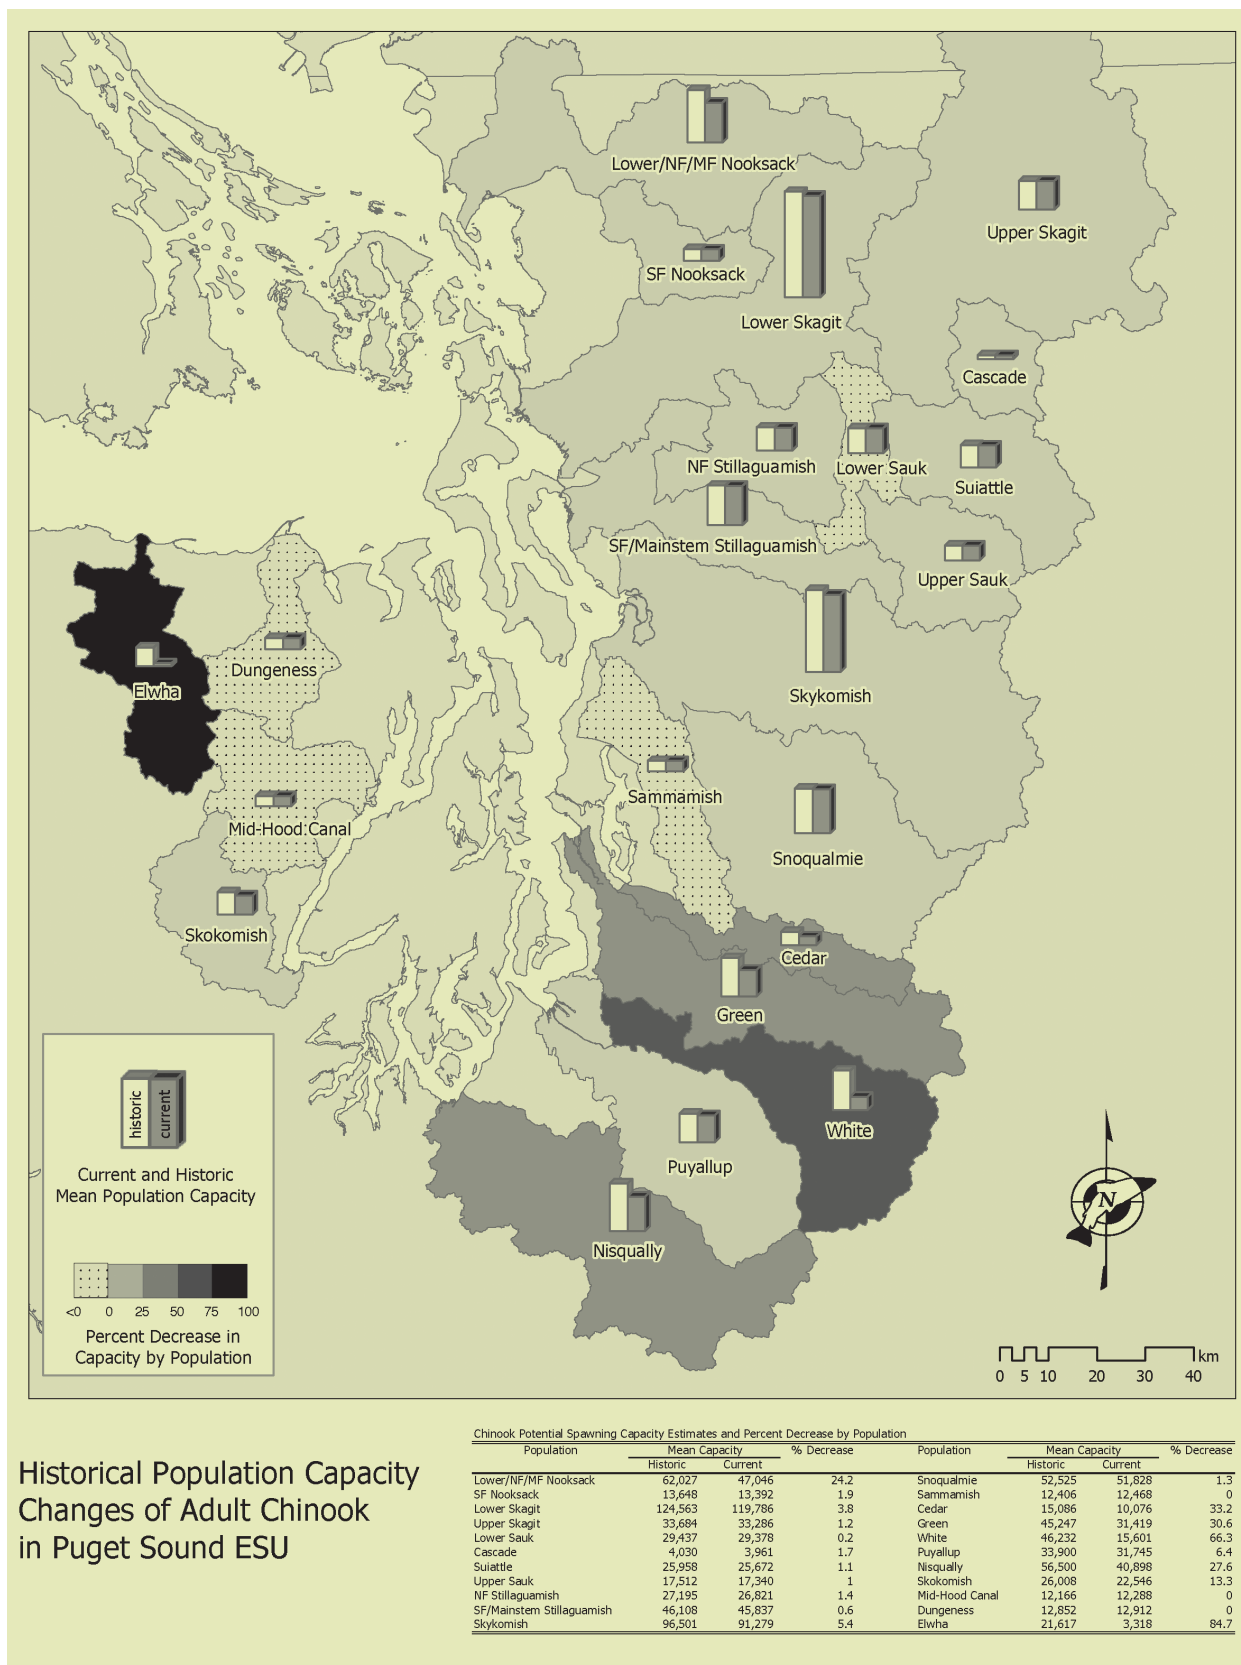 Lower/NF/MF Nooksack
Upper Skagit
SF Nooksack
Lower Skagit
Cascade
NF Stillaguamish
Lower Sauk
Suiattle
SF/Mainstem Stillaguamish
Upper Sauk
Dungeness
Elwha
Skykomish
Sammamish
Mid-Hood Canal
Snoqualmie
Skokomish
Cedar
Green
White
Puyallup
Nisqually
historic
current
Current and Historic
Mean Population Capacity
<0 0 25 50 75 100
Percent Decrease in
Capacity by Population
N
km
0 5 10 20 30 40
Historical Population Capacity
Changes of Adult Chinook
in Puget Sound ESU
Chinook Potential Spawning Capacity Estimates and Percent Decrease by Population
Population Mean Capacity % Decrease Population Mean Capacity % Decrease
Historic Current Historic Current
Lower/NF/MF Nooksack 62,027 47,046 24.2 Snoqualmie 52,525 51,828 1.3
SF Nooksack 13,648 13,392 1.9 Sammamish 12,406 12,468 0
Lower Skagit 124,563 119,786 3.8 Cedar 15,086 10,076 33.2
Upper Skagit 33,684 33,286 1.2 Green 45,247 31,419 30.6
Lower Sauk 29,437 29,378 0.2 White 46,232 15,601 66.3
Cascade 4,030 3,961 1.7 Puyallup 33,900 31,745 6.4
Suiattle 25,958 25,672 1.1 Nisqually 56,500 40,898 27.6
Upper Sauk 17,512 17,340 1 Skokomish 26,008 22,546 13.3
NF Stillaguamish 27,195 26,821 1.4 Mid-Hood Canal 12,166 12,288 0
SF/Mainstem Stillaguamish 46,108 45,837 0.6 Dungeness 12,852 12,912 0
Skykomish 96,501 91,279 5.4 Elwha 21,617 3,318 84.7